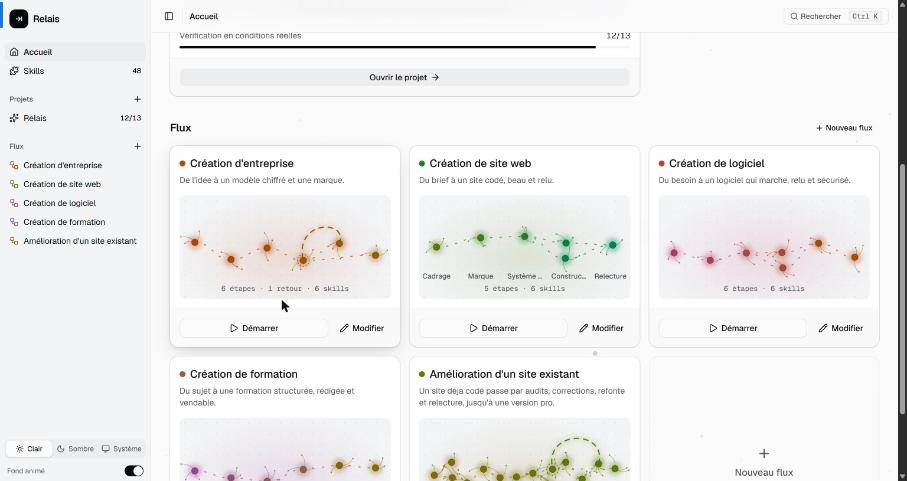 Relais
Accueil
Rechercher
Ctrl K
Accueil
Skills
48
Projets
Relais
12/13
Flux
Création d'entreprise
Création de site web
Création de logiciel
Création de formation
Amélioration d'un site existant
Clair
Sombre
Système
Fond animé
Vérification en conditions réelles
12/13
Ouvrir le projet
Flux
Nouveau flux
Création d'entreprise
De l'idée à un modèle chiffré et une marque.
6 étapes · 1 retour · 6 skills
Démarrer
Modifier
Création de site web
Du brief à un site codé, beau et relu.
Cadrage
Marque
Système ...
Construc...
Relecture
5 étapes · 6 skills
Démarrer
Modifier
Création de logiciel
Du besoin à un logiciel qui marche, relu et sécurisé.
6 étapes · 6 skills
Démarrer
Modifier
Création de formation
Du sujet à une formation structurée, rédigée et
vendable.
Amélioration d'un site existant
Un site déjà codé passe par audits, corrections, refonte
et relecture, jusqu'à une version pro.
Nouveau flux